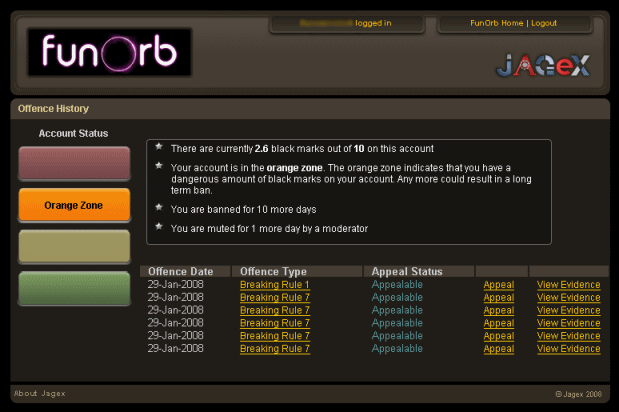 logged in
FunOrb Home | Logout
funOrb
JAGEX
Offence History
Account Status
Orange Zone
There are currently 2.6 black marks out of 10 on this account
Your account is in the orange zone. The orange zone indicates that you have a
dangerous amount of black marks on your account. Any more could result in a long
term ban.
You are banned for 10 more days
You are muted for 1 more day by a moderator
Offence Date Offence Type Appeal Status
29-Jan-2008 Breaking Rule 1 Appealable Appeal View Evidence
29-Jan-2008 Breaking Rule 7 Appealable Appeal View Evidence
29-Jan-2008 Breaking Rule 7 Appealable Appeal View Evidence
29-Jan-2008 Breaking Rule 7 Appealable Appeal View Evidence
29-Jan-2008 Breaking Rule 7 Appealable Appeal View Evidence
29-Jan-2008 Breaking Rule 7 Appealable Appeal View Evidence
About Jagex © Jagex 2008